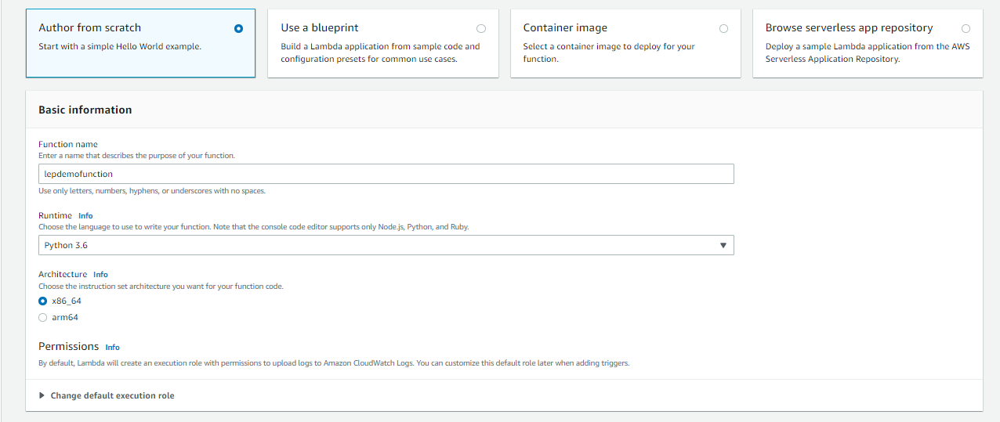 Author from scratch
Start with a simple Hello World example.
Use a blueprint
Build a Lambda application from sample code and
configuration presets for common use cases.
Container image
Select a container image to deploy for your
function.
Browse serverless app repository
Deploy a sample Lambda application from the AWS
Serverless Application Repository.
Basic information
Function name
Enter a name that describes the purpose of your function.
lepdemofunction
Use only letters, numbers, hyphens, or underscores with no spaces.
Runtime Info
Choose the language to use to write your function. Note that the console code editor supports only Node.js, Python, and Ruby.
Python 3.6
Architecture Info
Choose the instruction set architecture you want for your function code.
x86_64
arm64
Permissions Info
By default, Lambda will create an execution role with permissions to upload logs to Amazon CloudWatch Logs. You can customize this default role later when adding triggers.
Change default execution role